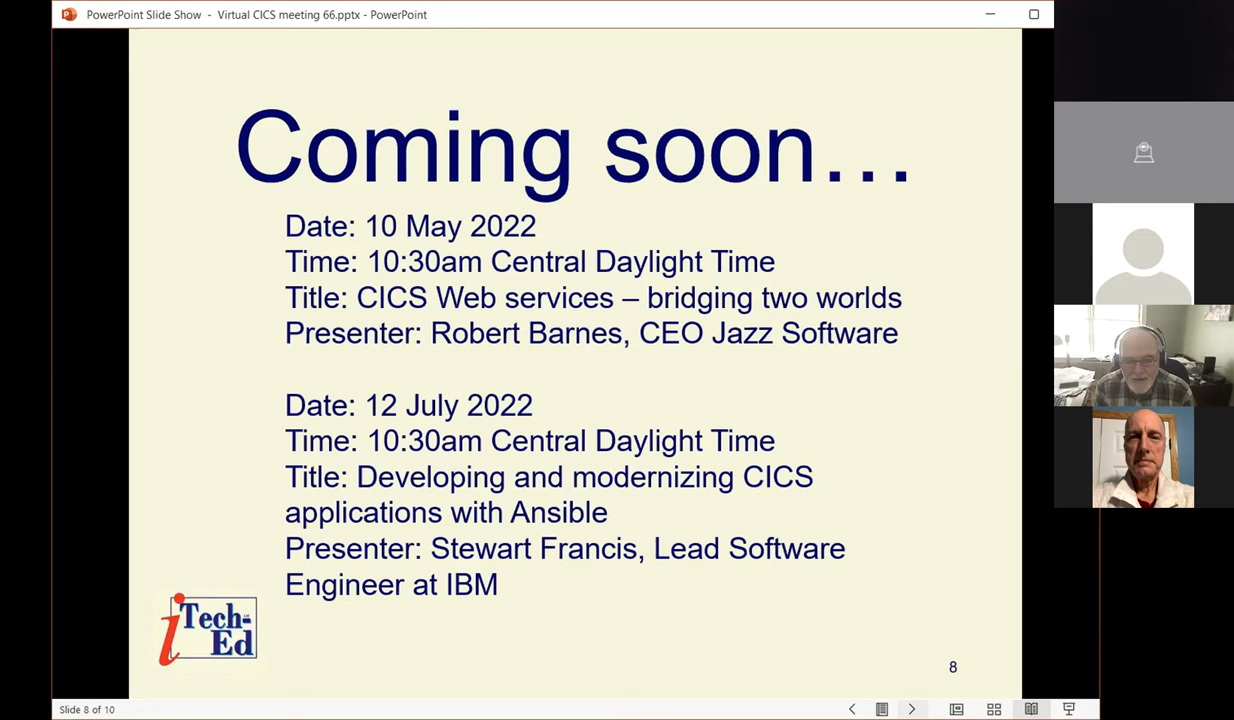 PowerPoint Slide Show - Virtual CICS meeting 66.pptx - PowerPoint
Coming soon…
Date: 10 May 2022
Time: 10:30am Central Daylight Time
Title: CICS Web services – bridging two worlds
Presenter: Robert Barnes, CEO Jazz Software
Date: 12 July 2022
Time: 10:30am Central Daylight Time
Title: Developing and modernizing CICS
applications with Ansible
Presenter: Stewart Francis, Lead Software
Engineer at IBM
iTech-
Ed
8
Slide 8 of 10